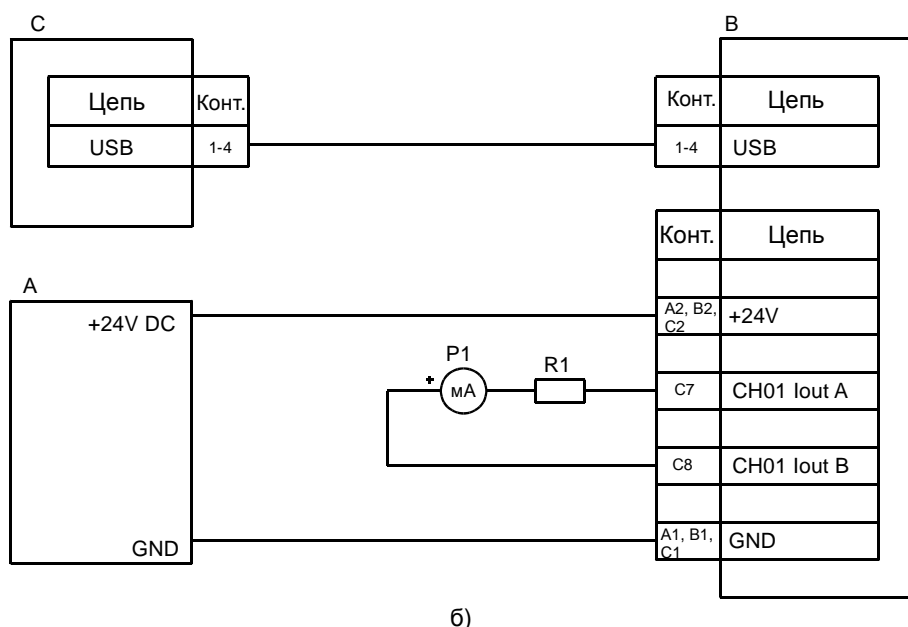 C
B
Цепь Конт.
USB 1-4
Конт. Цепь
1-4 USB
Конт. Цепь
A
+24V DC
A2, B2,
C2
+24V
P1
R1
+
мА
C7 CH01 Iout A
C8 CH01 Iout B
GND
A1, B1,
C1
GND
б)